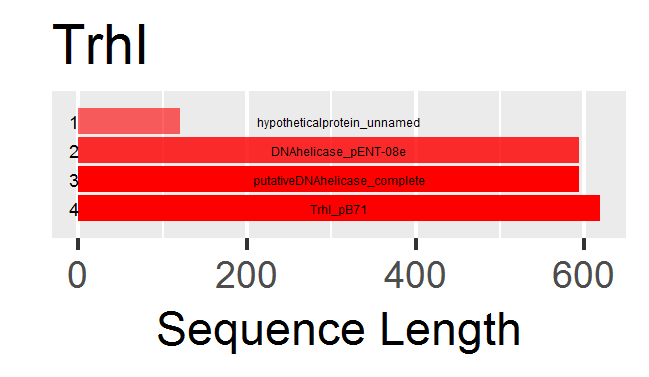 TrhI
1 hypotheticalprotein_unnamed
2 DNAhelicase_pENT-08e
3 putativeDNAhelicase_complete
4 TrhI_pB71
0 200 400 600
Sequence Length